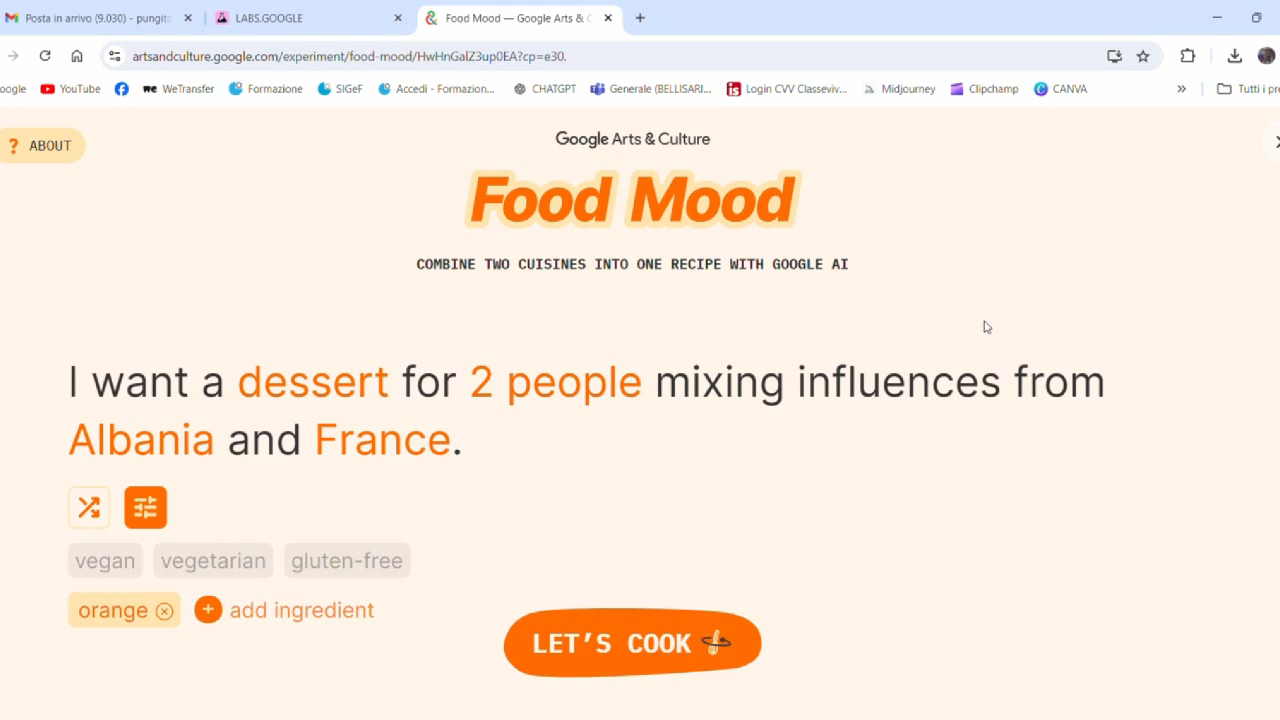 Posta in arrivo (9.030) - pungito
LABS.GOOGLE
Food Mood — Google Arts & C
artsandculture.google.com/experiment/food-mood/HwHnGalZ3up0EA?cp=e30.
oogle
YouTube
WeTransfer
Formazione
SIGeF
Accedi - Formazion...
CHATGPT
Generale (BELLISARI...
Login CVV Classeviv...
Midjourney
Clipchamp
CANVA
Tutti i pre
? ABOUT
Google Arts & Culture
Food Mood
COMBINE TWO CUISINES INTO ONE RECIPE WITH GOOGLE AI
I want a dessert for 2 people mixing influences from
Albania and France.
vegan vegetarian gluten-free
orange
+ add ingredient
LET'S COOK